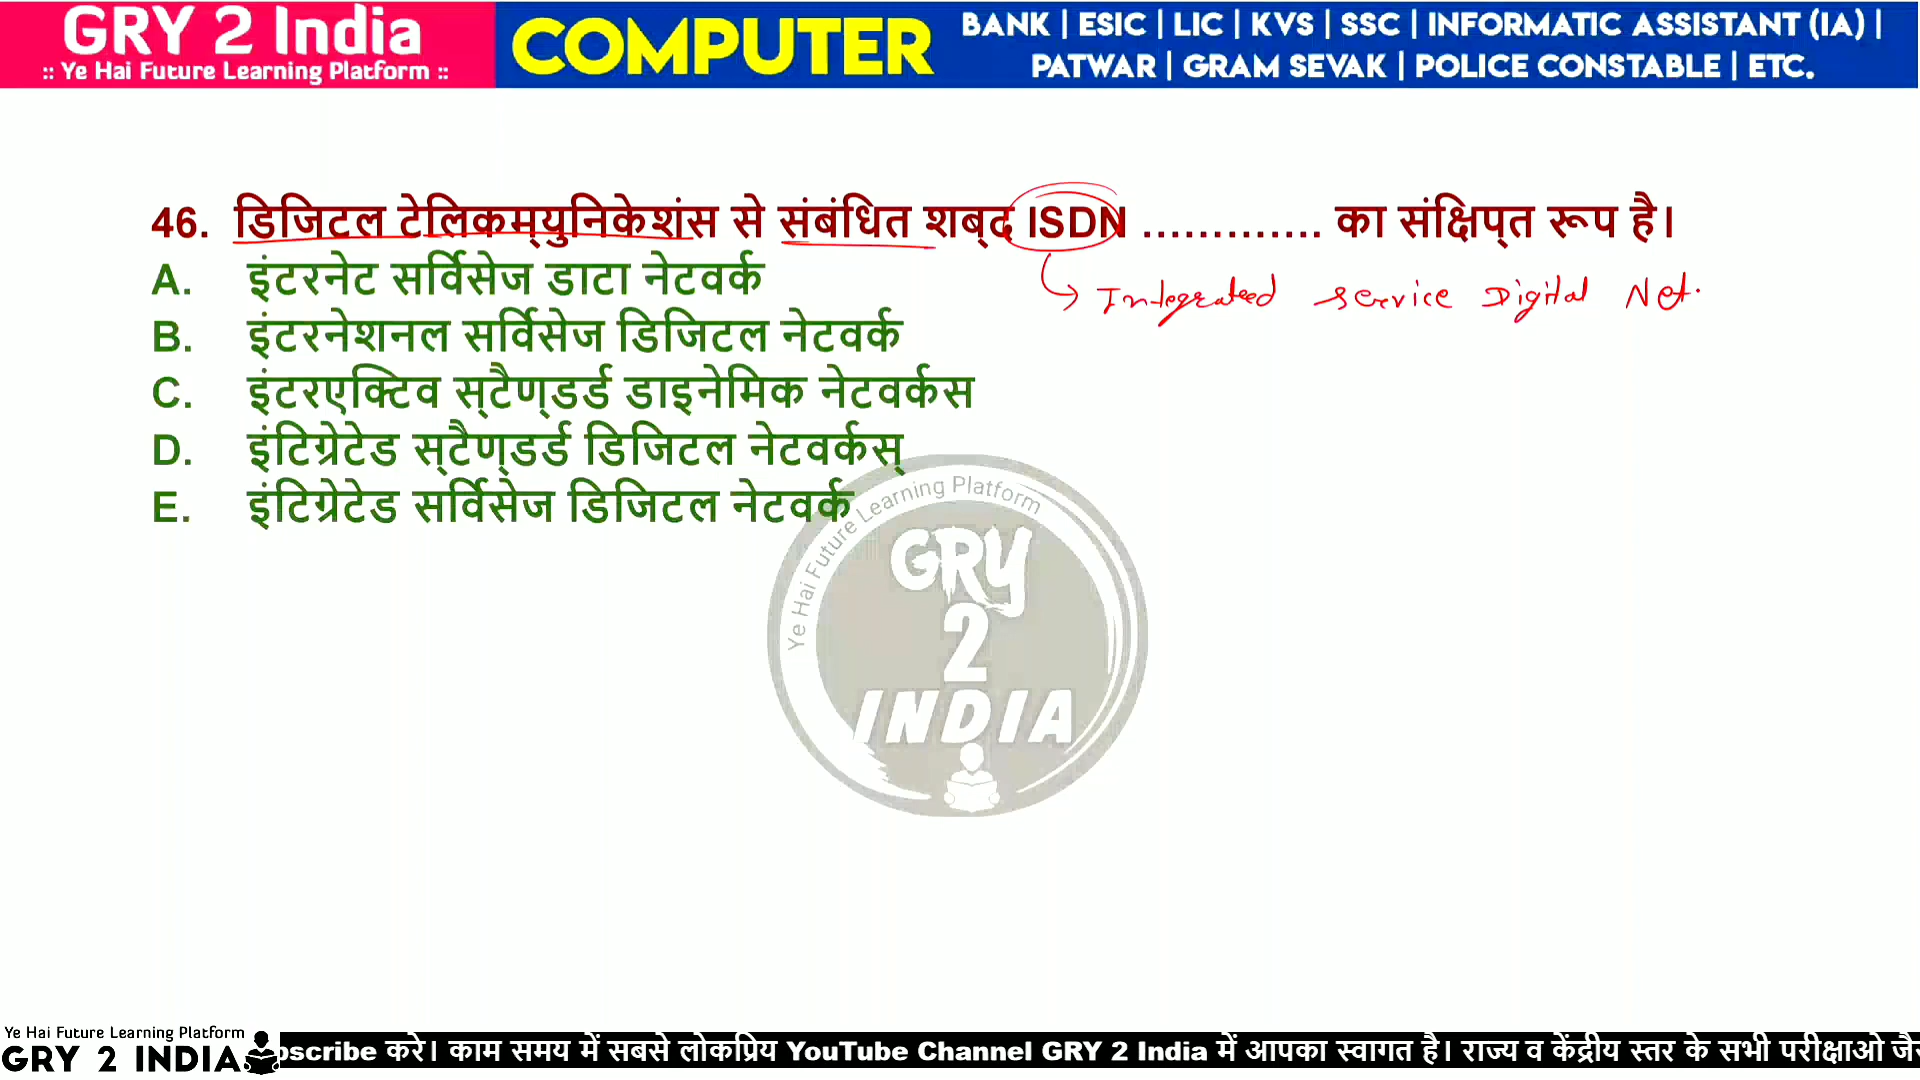 GRY 2 India
:: Ye Hai Future Learning Platform ::
COMPUTER
BANK | ESIC | LIC | KVS | SSC | INFORMATIC ASSISTANT (IA) |
PATWAR | GRAM SEVAK | POLICE CONSTABLE | ETC.
46. डिजिटल टेलिकम्युनिकेशंस से संबंधित शब्द ISDN ............. का संक्षिप्त रूप है।
A. इंटरनेट सर्विसेज डाटा नेटवर्क
Integrated service Digital Net.
B. इंटरनेशनल सर्विसेज डिजिटल नेटवर्क
C. इंटरएक्टिव स्टैण्डर्ड डाइनेमिक नेटवर्कस
D. इंटिग्रेटेड स्टैण्डर्ड डिजिटल नेटवर्कस्
E. इंटिग्रेटेड सर्विसेज डिजिटल नेटवर्क
Ye Hai Future Learning Platform
GRY
2
INDIA
Ye Hai Future Learning Platform
GRY 2 INDIA
bscribe करे। काम समय में सबसे लोकप्रिय YouTube Channel GRY 2 India में आपका स्वागत है। राज्य व केंद्रीय स्तर के सभी परीक्षाओ जै